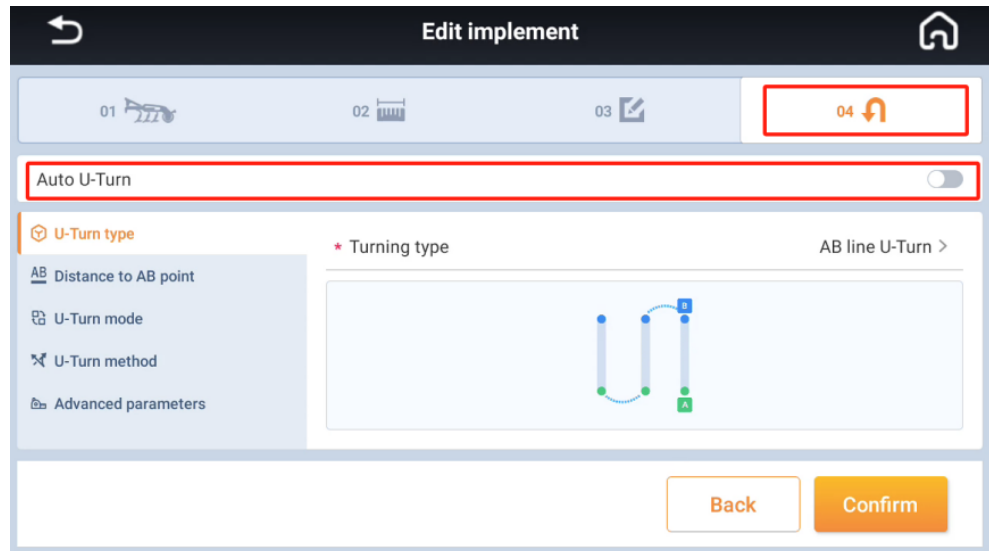 Edit implement
01
02
03
04
Auto U-Turn
U-Turn type
* Turning type
AB line U-Turn >
AB Distance to AB point
U-Turn mode
U-Turn method
Advanced parameters
B
A
Back
Confirm